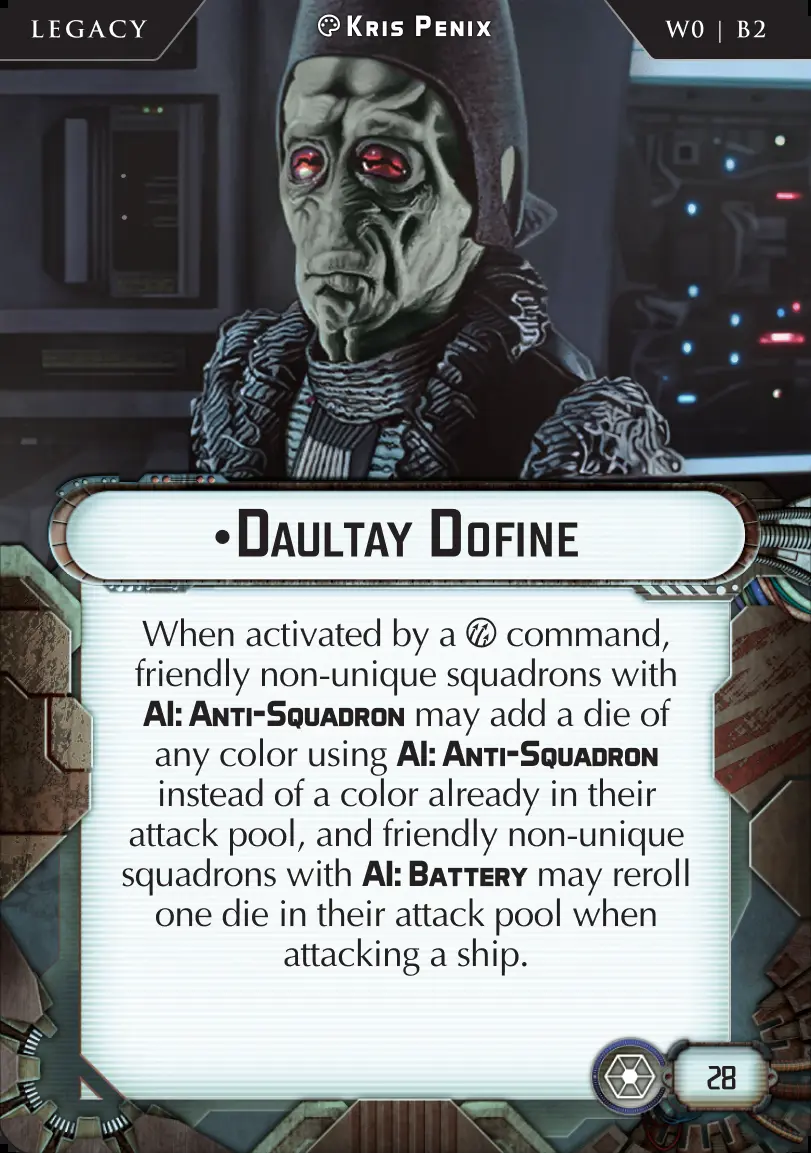 LEGACY
KRIS PENIX
W0 | B2
•DAULTAY DOFINE
When activated by a command,
friendly non-unique squadrons with
AI: ANTI-SQUADRON may add a die of
any color using AI: ANTI-SQUADRON
instead of a color already in their
attack pool, and friendly non-unique
squadrons with AI: BATTERY may reroll
one die in their attack pool when
attacking a ship.
28